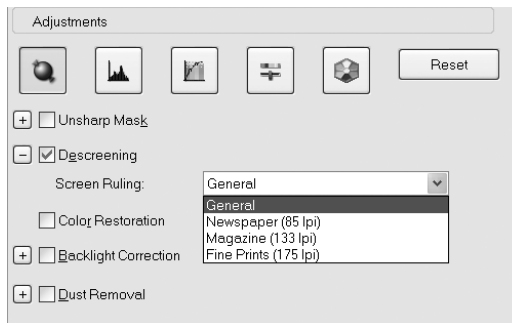 Adjustments
Reset
Unsharp Mask
Descreening
Screen Ruling: General
General
Color Restoration Newspaper (85 lpi)
Magazine (133 lpi)
Backlight Correction Fine Prints (175 lpi)
Dust Removal